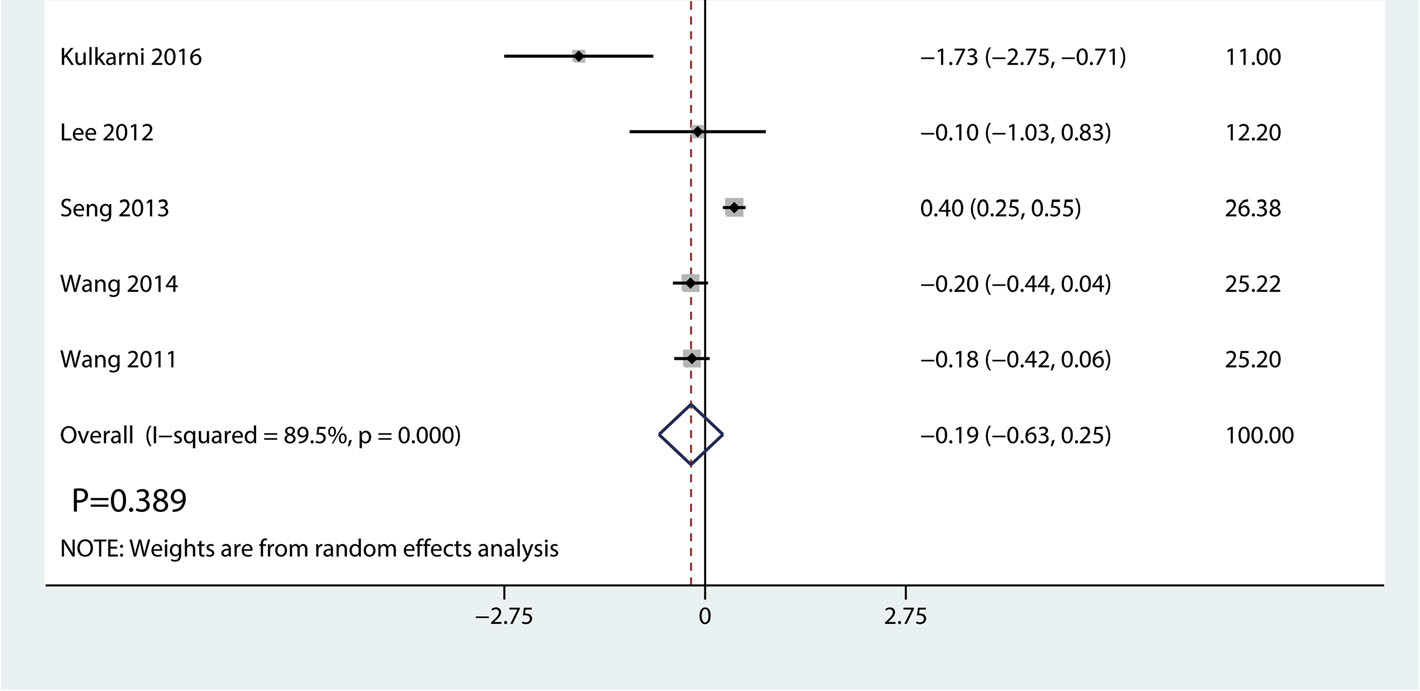 Kulkarni 2016 −1.73 (−2.75, −0.71) 11.00
Lee 2012 −0.10 (−1.03, 0.83) 12.20
Seng 2013 0.40 (0.25, 0.55) 26.38
Wang 2014 −0.20 (−0.44, 0.04) 25.22
Wang 2011 −0.18 (−0.42, 0.06) 25.20
Overall (I−squared = 89.5%, p = 0.000) −0.19 (−0.63, 0.25) 100.00
P=0.389
NOTE: Weights are from random effects analysis
−2.75 0 2.75